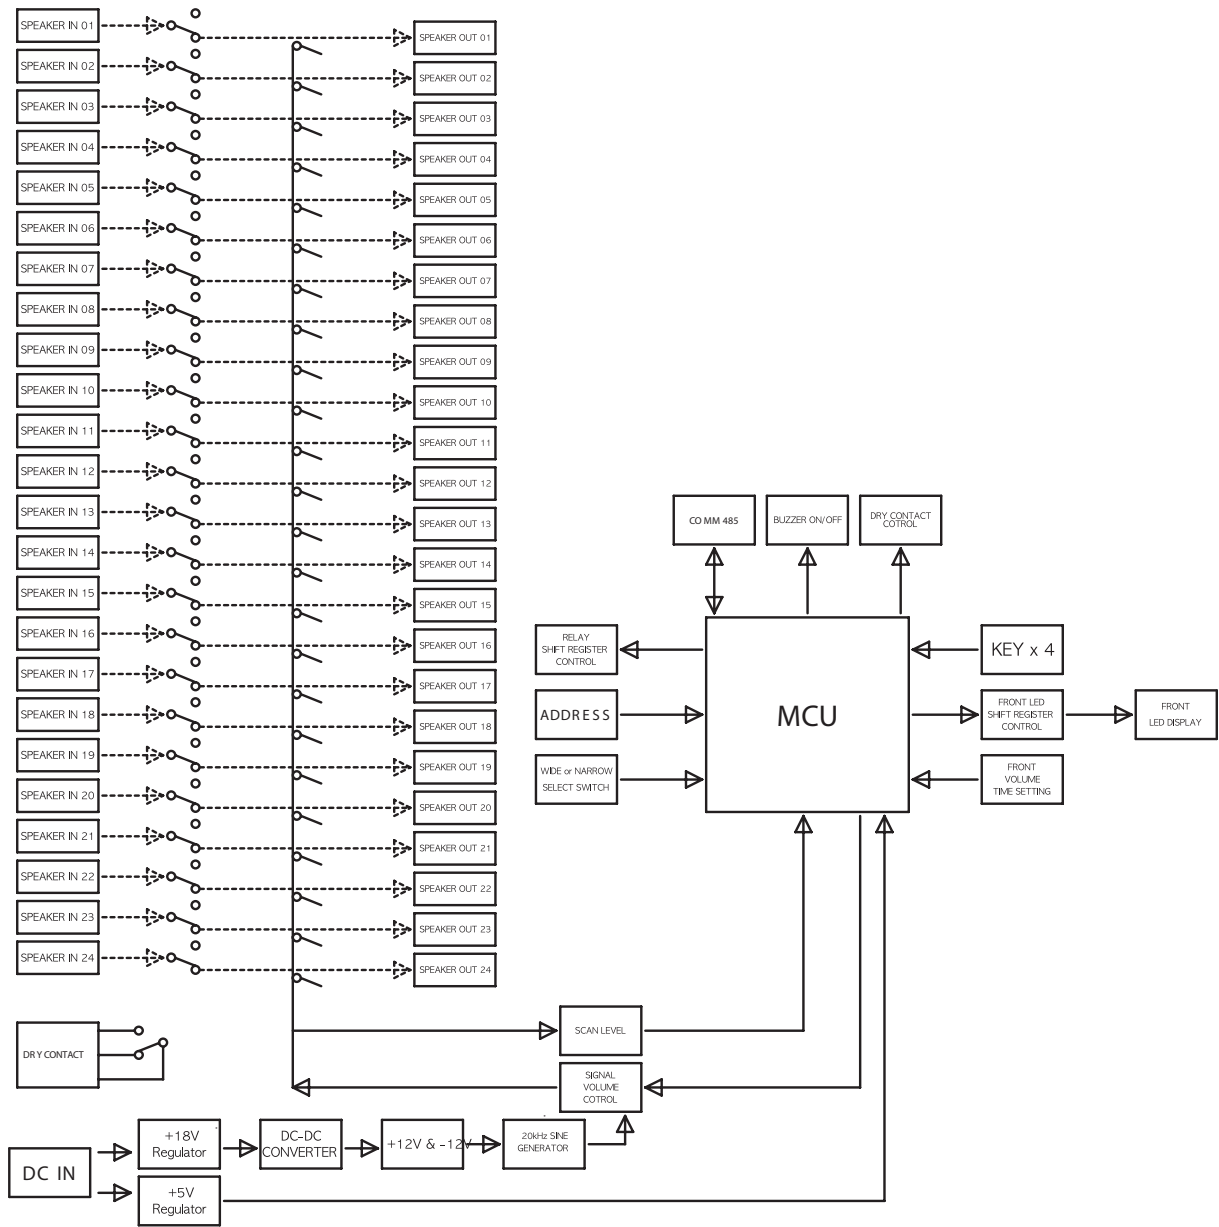 SPEAKER IN 01
SPEAKER OUT 01
SPEAKER IN 02
SPEAKER OUT 02
SPEAKER IN 03
SPEAKER OUT 03
SPEAKER IN 04
SPEAKER OUT 04
SPEAKER IN 05
SPEAKER OUT 05
SPEAKER IN 06
SPEAKER OUT 06
SPEAKER IN 07
SPEAKER OUT 07
SPEAKER IN 08
SPEAKER OUT 08
SPEAKER IN 09
SPEAKER OUT 09
SPEAKER IN 10
SPEAKER OUT 10
SPEAKER IN 11
SPEAKER OUT 11
SPEAKER IN 12
SPEAKER OUT 12
SPEAKER IN 13
SPEAKER OUT 13
SPEAKER IN 14
SPEAKER OUT 14
SPEAKER IN 15
SPEAKER OUT 15
SPEAKER IN 16
SPEAKER OUT 16
SPEAKER IN 17
SPEAKER OUT 17
SPEAKER IN 18
SPEAKER OUT 18
SPEAKER IN 19
SPEAKER OUT 19
SPEAKER IN 20
SPEAKER OUT 20
SPEAKER IN 21
SPEAKER OUT 21
SPEAKER IN 22
SPEAKER OUT 22
SPEAKER IN 23
SPEAKER OUT 23
SPEAKER IN 24
SPEAKER OUT 24
COMM 485
BUZZER ON/OFF
DRY CONTACT
COTROL
RELAY
SHIFT REGISTER
CONTROL
KEY x 4
ADDRESS
MCU
FRONT LED
SHIFT REGISTER
CONTROL
FRONT
LED DISPLAY
WIDE or NARROW
SELECT SWITCH
FRONT
VOLUME
TIME SETTING
DRY CONTACT
SCAN LEVEL
SIGNAL
VOLUME
COTROL
DC IN
+18V
Regulator
DC-DC
CONVERTER
+12V & -12V
20kHz SINE
GENERATOR
+5V
Regulator